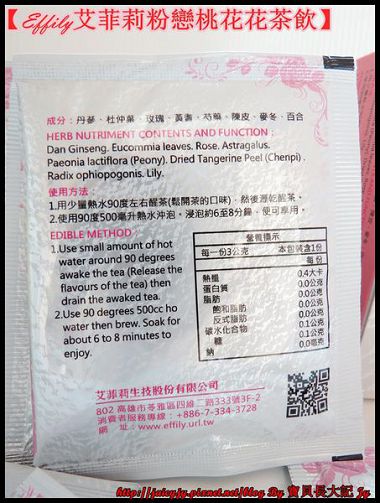 【Effily艾菲莉粉戀桃花花茶飲】
成分：丹蔘、杜仲葉、玫瑰、黃耆、芍藥、陳皮、麥冬、百合
HERB NUTRIMENT CONTENTS AND FUNCTION :
Dan Ginseng. Eucommia leaves. Rose. Astragalus.
Paeonia lactiflora (Peony). Dried Tangerine Peel (Chenpi) .
Radix ophiopogonis. Lily.
使用方法：
1.用少量熱水90度左右醒茶(鬆開茶的口味)，然後瀝乾醒茶。
2.使用90度500毫升熱水沖泡。浸泡約6至8分鐘，便可享用。
EDIBLE METHOD
1.Use small amount of hot
water around 90 degrees
awake the tea (Release the
flavours of the tea) then
drain the awaked tea.
2.Use 90 degrees 500cc ho
water then brew. Soak for
about 6 to 8 minutes to
enjoy.
營養標示
每一份3公克 本包裝含1份
每份
熱量 0.4大卡
蛋白質 0.0公克
脂肪 0.0公克
飽和脂肪 0.0公克
反式脂肪 0.0公克
碳水化合物 0.1公克
糖 0.1公克
鈉 0.0毫克
艾菲莉生技股份有限公司
802 高雄市苓雅區四維二路333號3F-2
消費者服務專線：+886-7-334-3728
http://www.effily.url.tw
http://juicyjy.pixnet.net/blog By 寶貝長大記 Jy